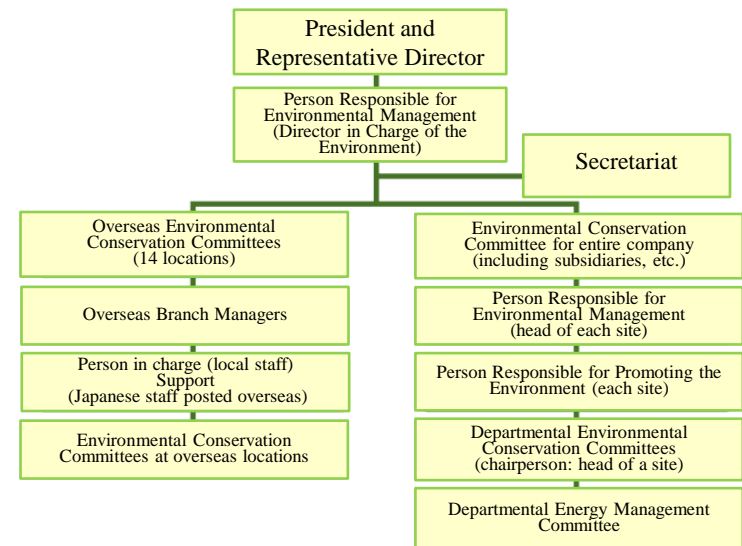 President and
Representative Director
Person Responsible for
Environmental Management
(Director in Charge of the
Environment)
Secretariat
Overseas Environmental
Conservation Committees
(14 locations)
Overseas Branch Managers
Person in charge (local staff)
Support
(Japanese staff posted overseas)
Environmental Conservation
Committees at overseas locations
Environmental Conservation
Committee for entire company
(including subsidiaries, etc.)
Person Responsible for
Environmental Management
(head of each site)
Person Responsible for Promoting the
Environment (each site)
Departmental Environmental
Conservation Committees
(chairperson: head of a site)
Departmental Energy Management
Committee